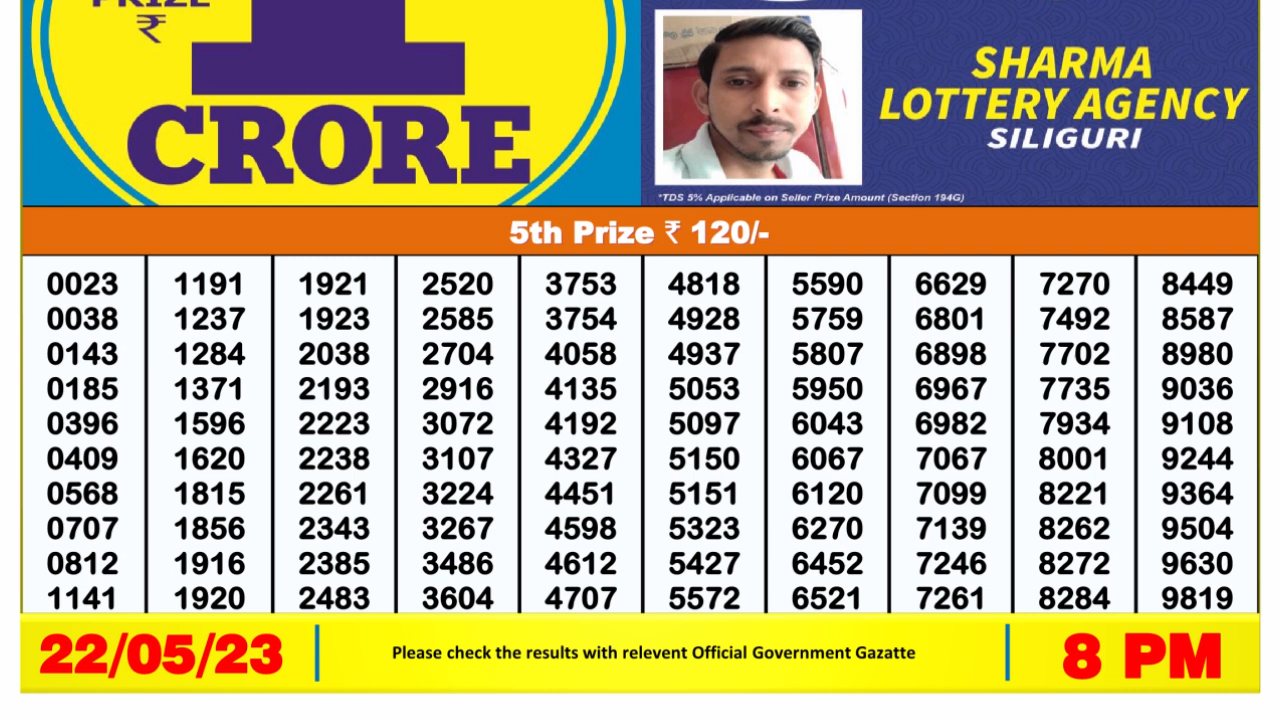 PRIZE
₹
1
CRORE
SHARMA
LOTTERY AGENCY
SILIGURI
*TDS 5% Applicable on Seller Prize Amount (Section 194G)
5th Prize ₹ 120/-
0023 1191 1921 2520 3753 4818 5590 6629 7270 8449
0038 1237 1923 2585 3754 4928 5759 6801 7492 8587
0143 1284 2038 2704 4058 4937 5807 6898 7702 8980
0185 1371 2193 2916 4135 5053 5950 6967 7735 9036
0396 1596 2223 3072 4192 5097 6043 6982 7934 9108
0409 1620 2238 3107 4327 5150 6067 7067 8001 9244
0568 1815 2261 3224 4451 5151 6120 7099 8221 9364
0707 1856 2343 3267 4598 5323 6270 7139 8262 9504
0812 1916 2385 3486 4612 5427 6452 7246 8272 9630
1141 1920 2483 3604 4707 5572 6521 7261 8284 9819
22/05/23 Please check the results with relevent Official Government Gazatte 8 PM